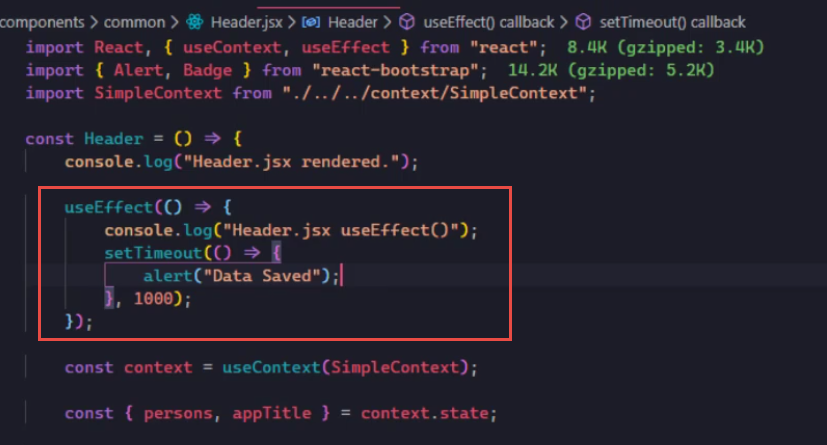 components > common > Header.jsx > Header > useEffect() callback > setTimeout() callback
import React, { useContext, useEffect } from "react"; 8.4K (gzipped: 3.4K)
import { Alert, Badge } from "react-bootstrap"; 14.2K (gzipped: 5.2K)
import SimpleContext from "./../../context/SimpleContext";
const Header = () ⇒ {
console.log("Header.jsx rendered.");
useEffect(() ⇒ {
console.log("Header.jsx useEffect()");
setTimeout(() ⇒ {
alert("Data Saved");
}, 1000);
});
const context = useContext(SimpleContext);
const { persons, appTitle } = context.state;